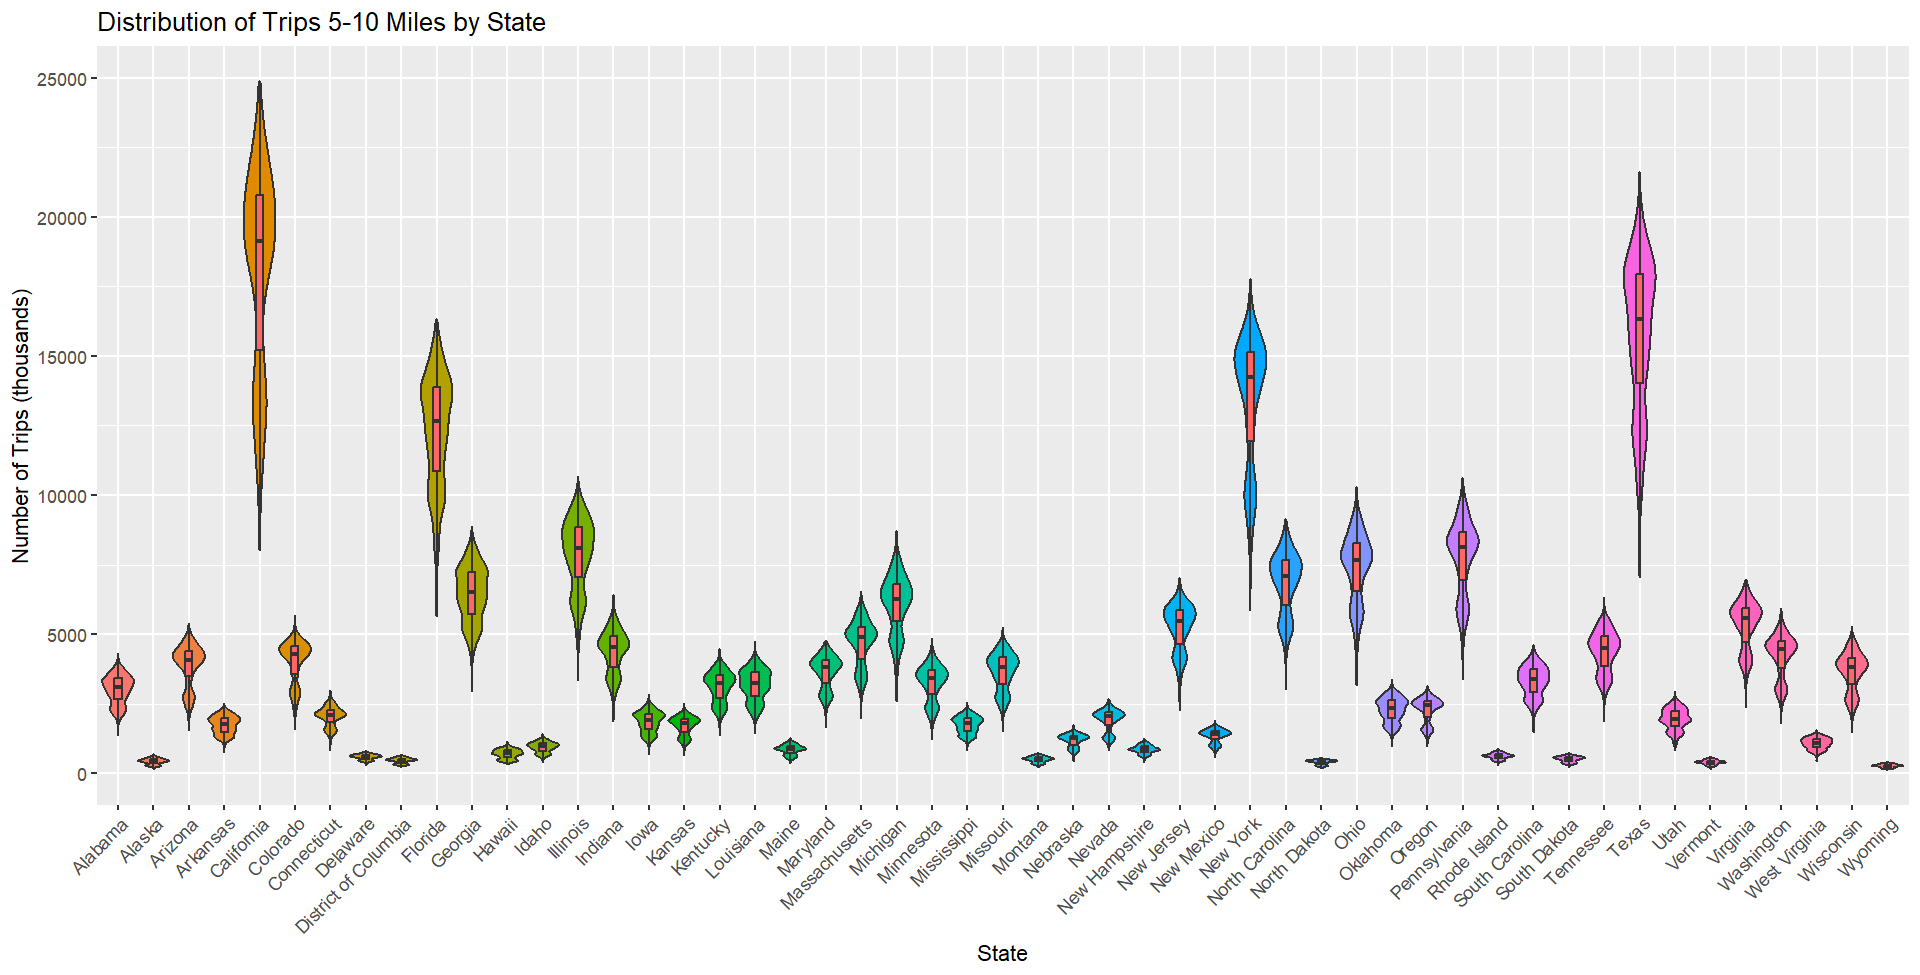 Distribution of Trips 5-10 Miles by State
Number of Trips (thousands)
25000
20000
15000
10000
5000
0
Alabama
Alaska
Arizona
Arkansas
California
Colorado
Connecticut
Delaware
District of Columbia
Florida
Georgia
Hawaii
Idaho
Illinois
Indiana
Iowa
Kansas
Kentucky
Louisiana
Maine
Maryland
Massachusetts
Michigan
Minnesota
Mississippi
Missouri
Montana
Nebraska
Nevada
New Hampshire
New Jersey
New Mexico
New York
North Carolina
North Dakota
Ohio
Oklahoma
Oregon
Pennsylvania
Rhode Island
South Carolina
South Dakota
Tennessee
Texas
Utah
Vermont
Virginia
Washington
West Virginia
Wisconsin
Wyoming
State